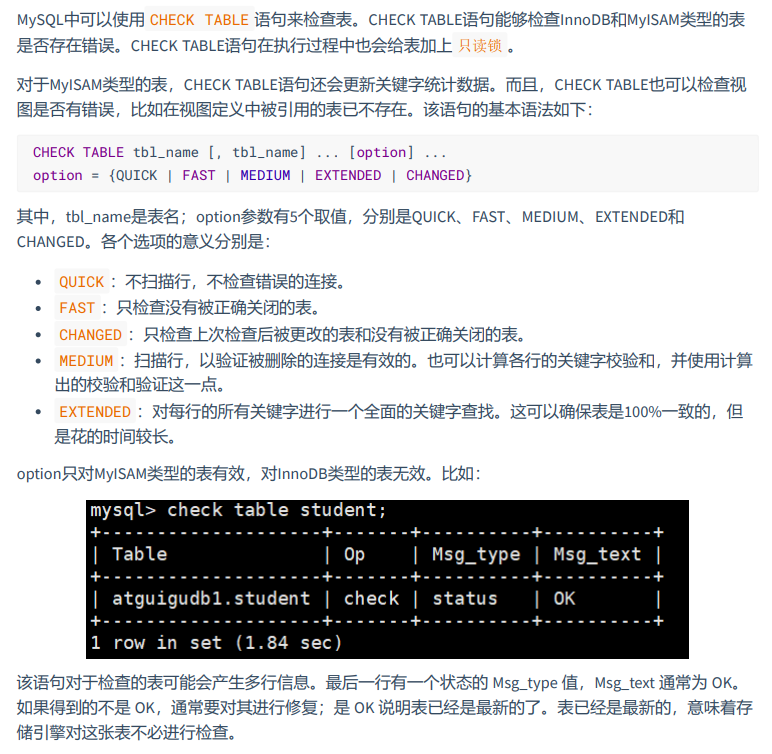 MySQL中可以使用 CHECK TABLE 语句来检查表。CHECK TABLE语句能够检查InnoDB和MyISAM类型的表
是否存在错误。CHECK TABLE语句在执行过程中也会给表加上 只读锁 。
对于MyISAM类型的表，CHECK TABLE语句还会更新关键字统计数据。而且，CHECK TABLE也可以检查视
图是否有错误，比如在视图定义中被引用的表已不存在。该语句的基本语法如下：
CHECK TABLE tbl_name [, tbl_name] ... [option] ...
option = {QUICK | FAST | MEDIUM | EXTENDED | CHANGED}
其中，tbl_name是表名；option参数有5个取值，分别是QUICK、FAST、MEDIUM、EXTENDED和
CHANGED。各个选项的意义分别是：
• QUICK ：不扫描行，不检查错误的连接。
• FAST ：只检查没有被正确关闭的表。
• CHANGED ：只检查上次检查后被更改的表和没有被正确关闭的表。
• MEDIUM ：扫描行，以验证被删除的连接是有效的。也可以计算各行的关键字校验和，并使用计算
出的校验和验证这一点。
• EXTENDED ：对每行的所有关键字进行一个全面的关键字查找。这可以确保表是100%一致的，但
是花的时间较长。
option只对MyISAM类型的表有效，对InnoDB类型的表无效。比如：
mysql> check table student;
+--------------------+-------+----------+----------+
| Table              | Op    | Msg_type | Msg_text |
+--------------------+-------+----------+----------+
| atguigudb1.student | check | status   | OK       |
+--------------------+-------+----------+----------+
1 row in set (1.84 sec)
该语句对于检查的表可能会产生多行信息。最后一行有一个状态的 Msg_type 值，Msg_text 通常为 OK。
如果得到的不是 OK，通常要对其进行修复；是 OK 说明表已经是最新的了。表已经是最新的，意味着存
储引擎对这张表不必进行检查。